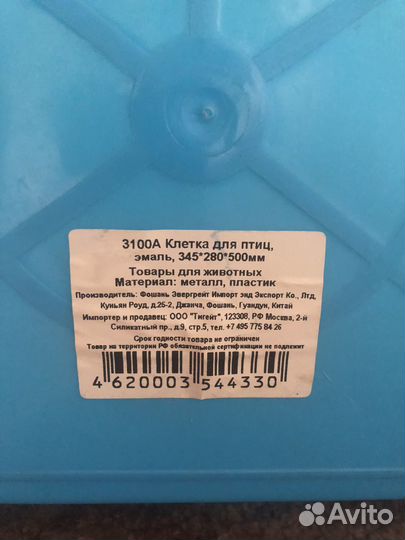 3100А Клетка для птиц,
эмаль, 345*280*500мм
Товары для животных
Материал: металл, пластик
Производитель: Фошань Эвергрейт Импорт энд Экспорт Ко., Лтд,
Куньян Роуд, д.25-2, Джанча, Фошань, Гуандун, Китай
Импортер и продавец: ООО "Тигейт", 123308, РФ Москва, 2-й
Силикатный пр., д.9, стр.5, тел.+7 495 775 84 26
Срок годности товара не ограничен
Товар на территории РФ обязательной сертификации не подлежит
4 620003 544330
Avito